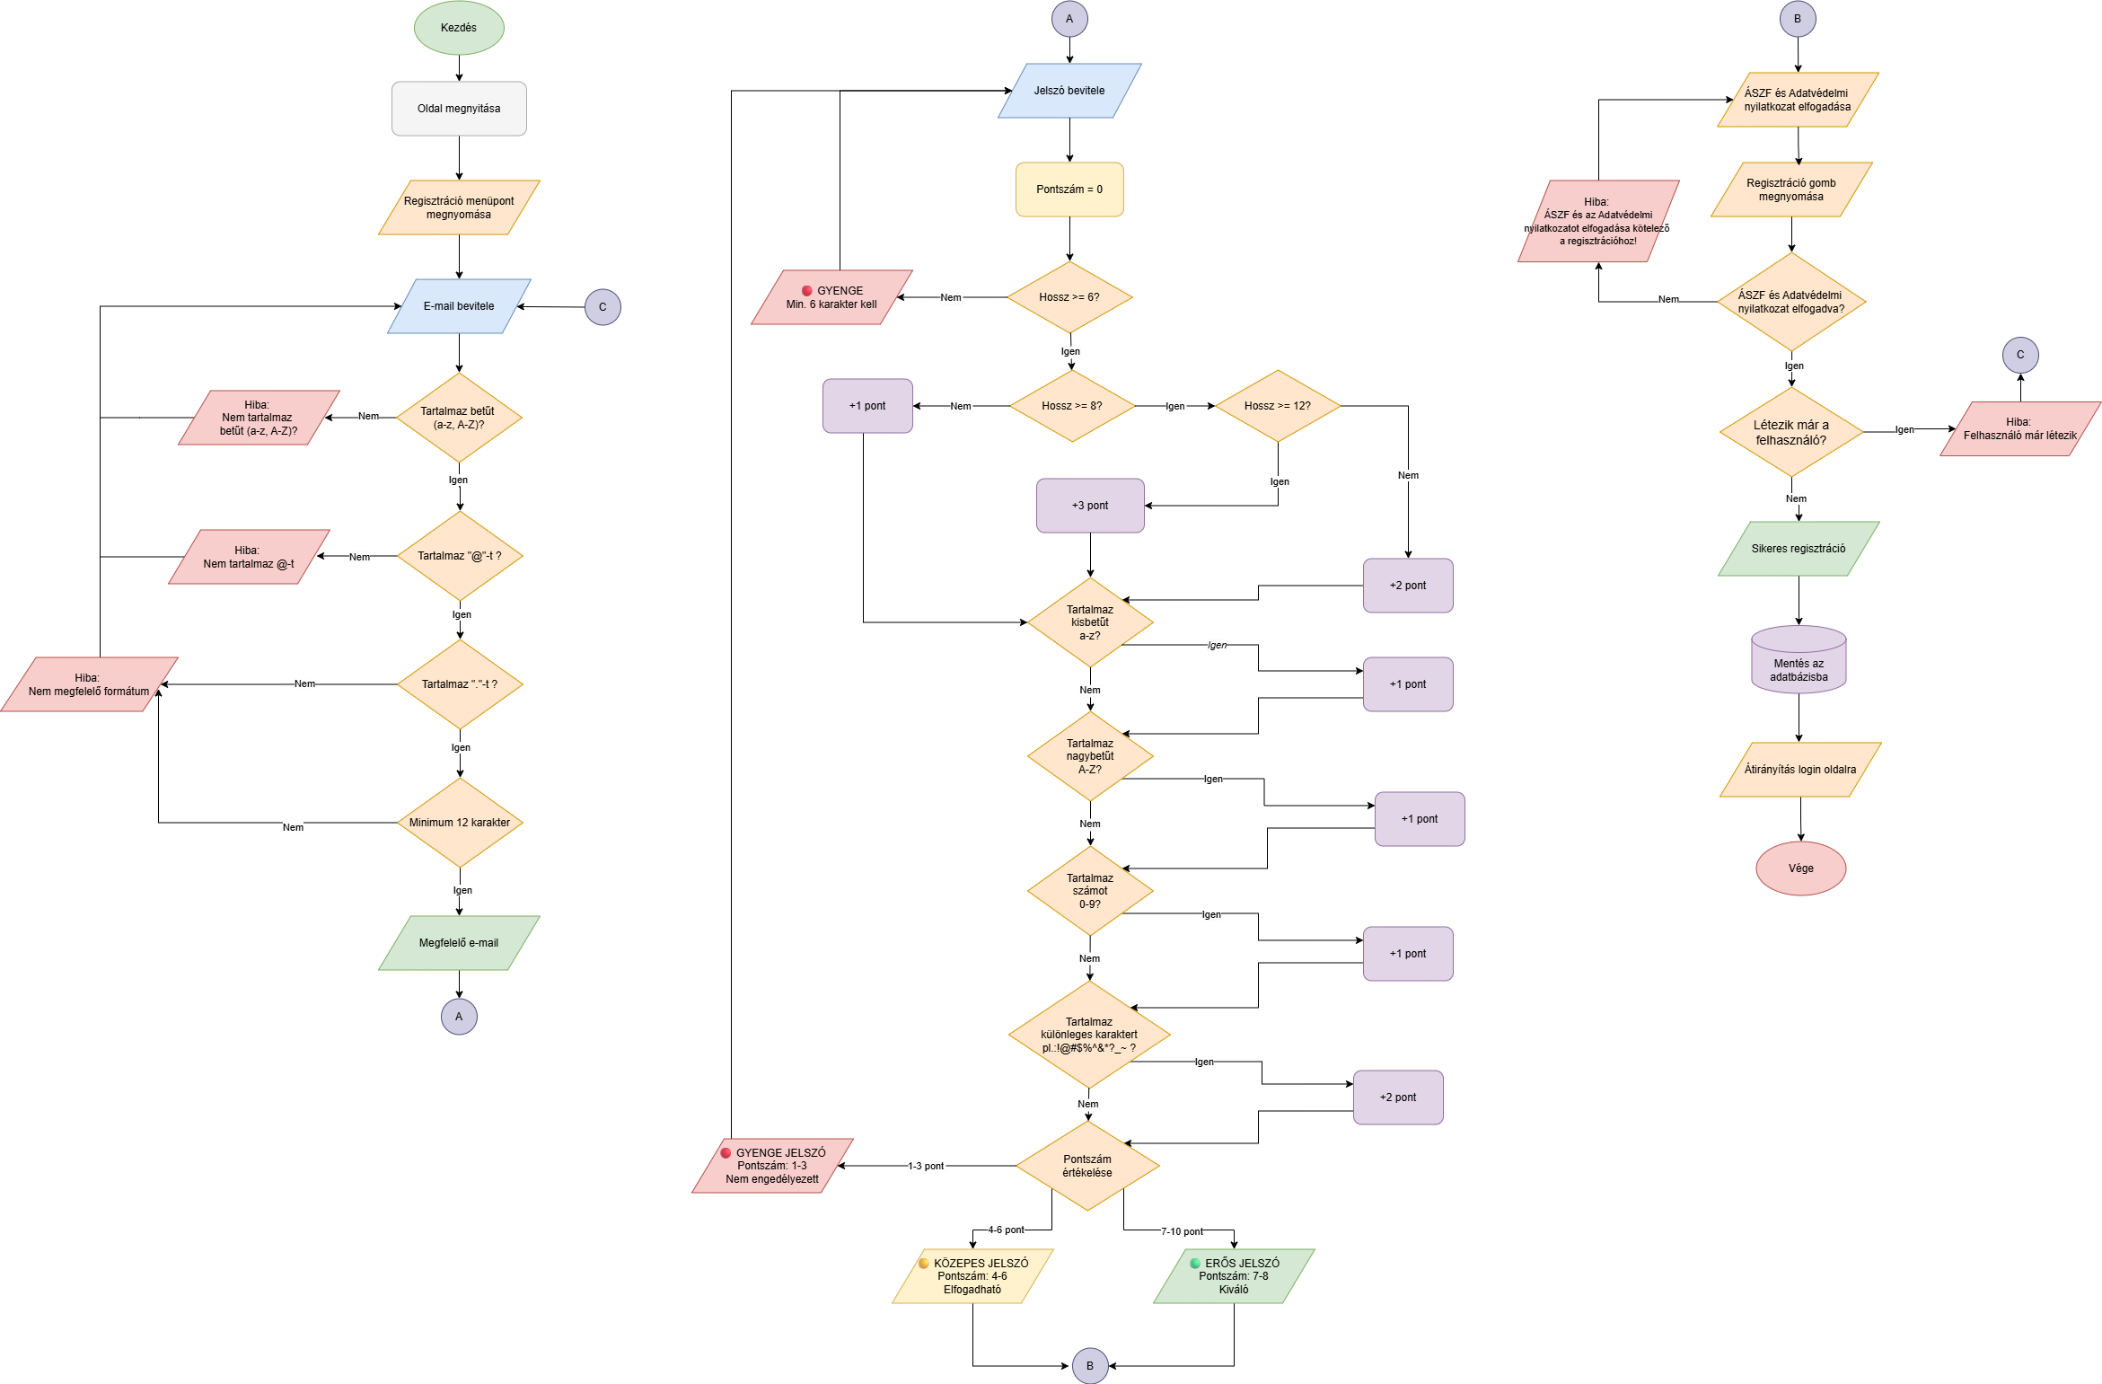 Kezdés
Oldal megnyitása
Regisztráció menüpont
megnyomása
E-mail bevitele
C
Tartalmaz betűt
(a-z, A-Z)?
Nem
Hiba:
Nem tartalmaz
betűt (a-z, A-Z)?
Igen
Tartalmaz "@"-t ?
Nem
Hiba:
Nem tartalmaz @-t
Igen
Tartalmaz "."-t ?
Nem
Hiba:
Nem megfelelő formátum
Igen
Minimum 12 karakter
Nem
Igen
Megfelelő e-mail
A
A
Jelszó bevitele
Pontszám = 0
Hossz >= 6?
Nem
GYENGE
Min. 6 karakter kell
Igen
Hossz >= 8?
Nem
+1 pont
Igen
Hossz >= 12?
Nem
Igen
+3 pont
+2 pont
Tartalmaz
kisbetűt
a-z?
Igen
+1 pont
Nem
Tartalmaz
nagybetűt
A-Z?
Igen
+1 pont
Nem
Tartalmaz
számot
0-9?
Igen
+1 pont
Nem
Tartalmaz
különleges karaktert
pl.:!@#$%^&*?_~ ?
Igen
+2 pont
Nem
Pontszám
értékelése
1-3 pont
GYENGE JELSZÓ
Pontszám: 1-3
Nem engedélyezett
4-6 pont
7-10 pont
KÖZEPES JELSZÓ
Pontszám: 4-6
Elfogadható
ERŐS JELSZÓ
Pontszám: 7-8
Kiváló
B
B
ÁSZF és Adatvédelmi
nyilatkozat elfogadása
Regisztráció gomb
megnyomása
Hiba:
ÁSZF és az Adatvédelmi
nyilatkozatot elfogadása kötelező
a regisztrációhoz!
ÁSZF és Adatvédelmi
nyilatkozat elfogadva?
Nem
Igen
C
Létezik már a
felhasználó?
Igen
Hiba:
Felhasználó már létezik
Nem
Sikeres regisztráció
Mentés az
adatbázisba
Átirányítás login oldalra
Vége